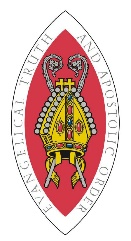 EVANGELICAL TRUTH
AND APOSTOLIC ORDER